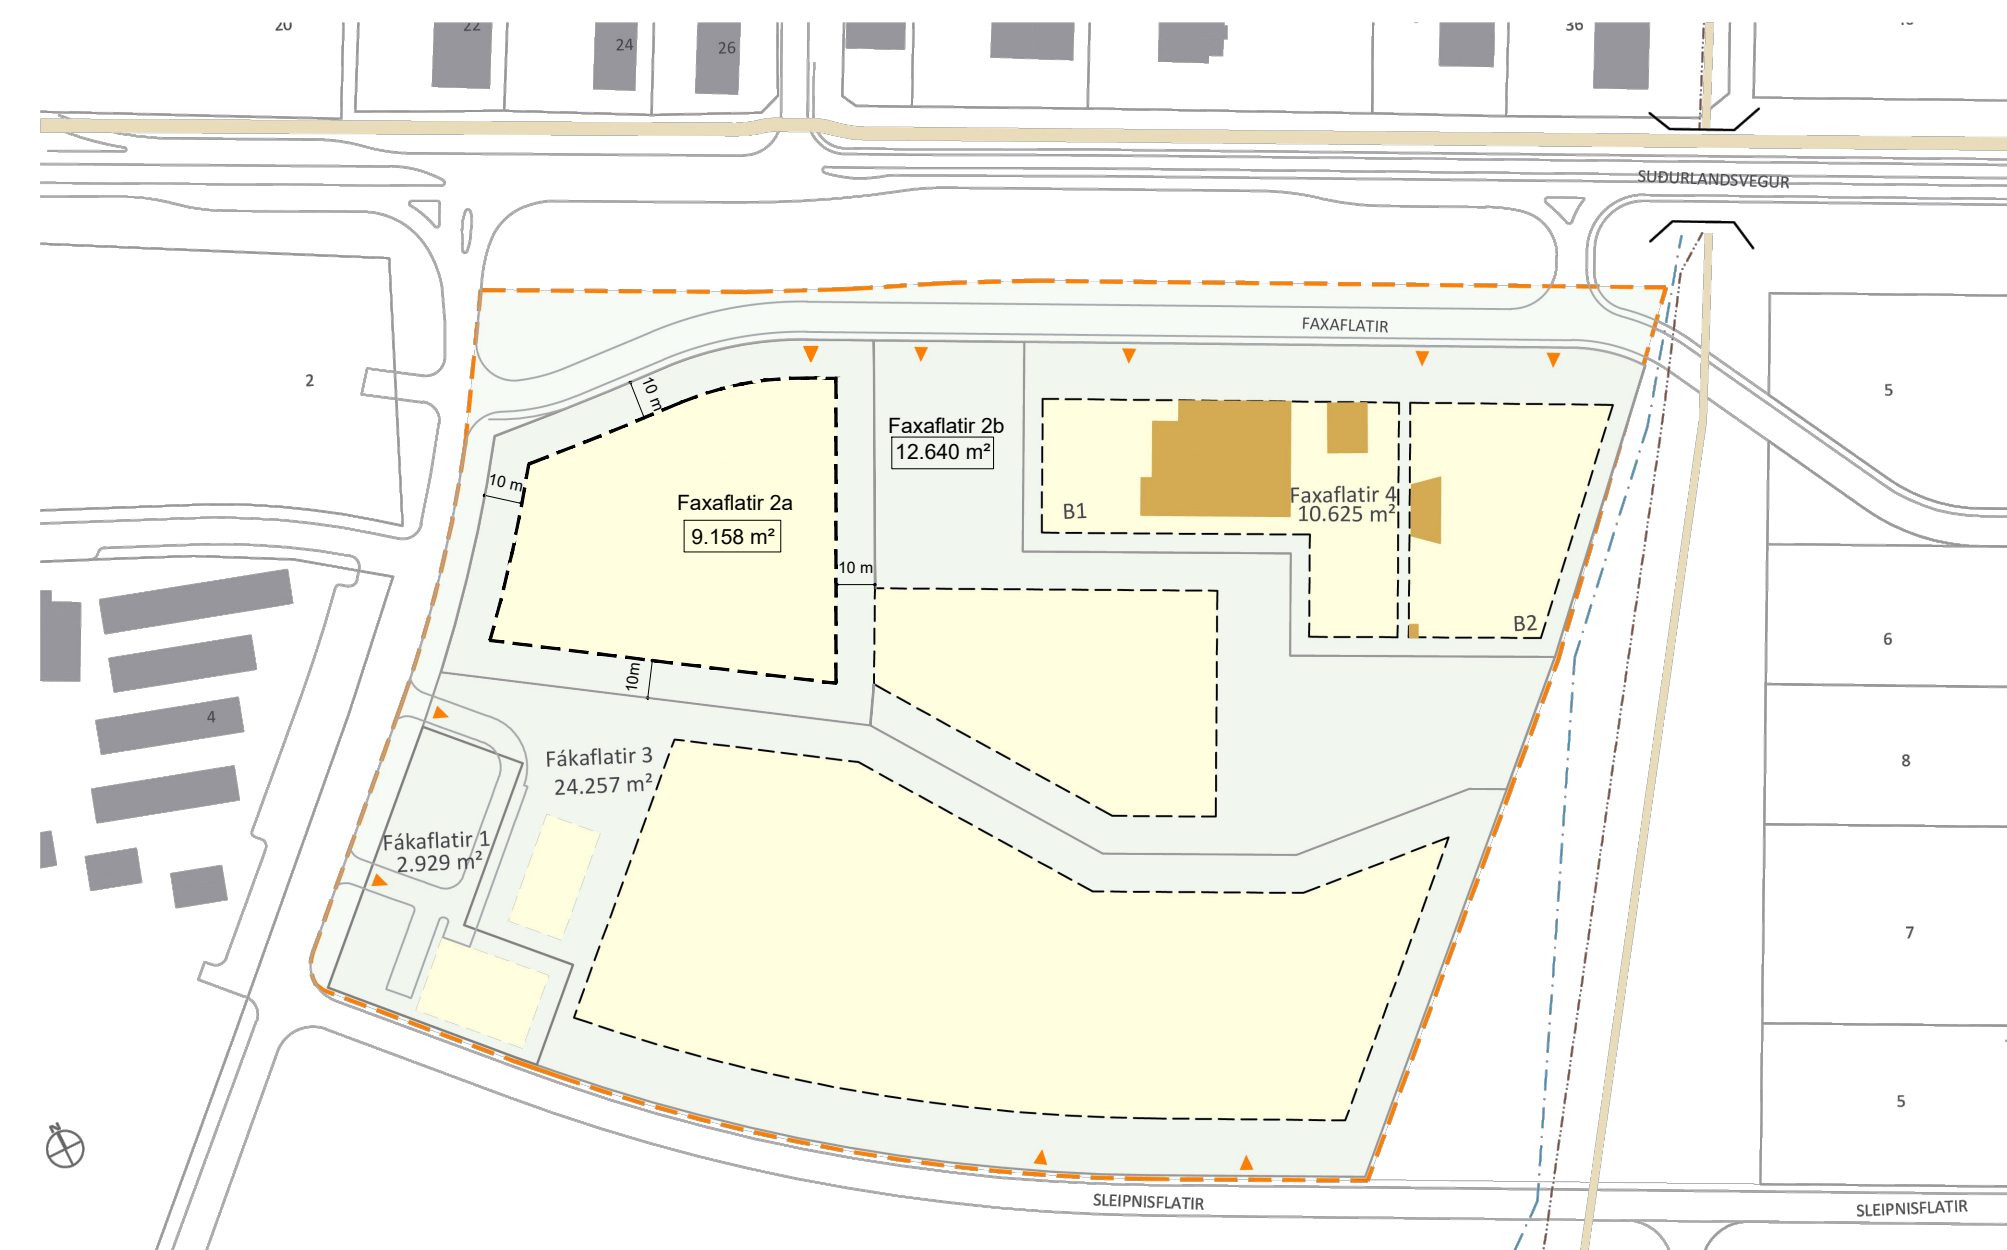 20
22
24
26
36
SUÐURLANDSVEGUR
FAXAFLATIR
2
10 m
5
Faxaflatir 2b
12.640 m²
10 m
Faxaflatir 2a
9.158 m²
Faxaflatir 4
10.625 m²
B1
10 m
B2
6
10m
4
Fákaflatir 3
24.257 m²
8
Fákaflatir 1
2.929 m²
7
5
N
SLEIPNISFLATIR
SLEIPNISFLATIR